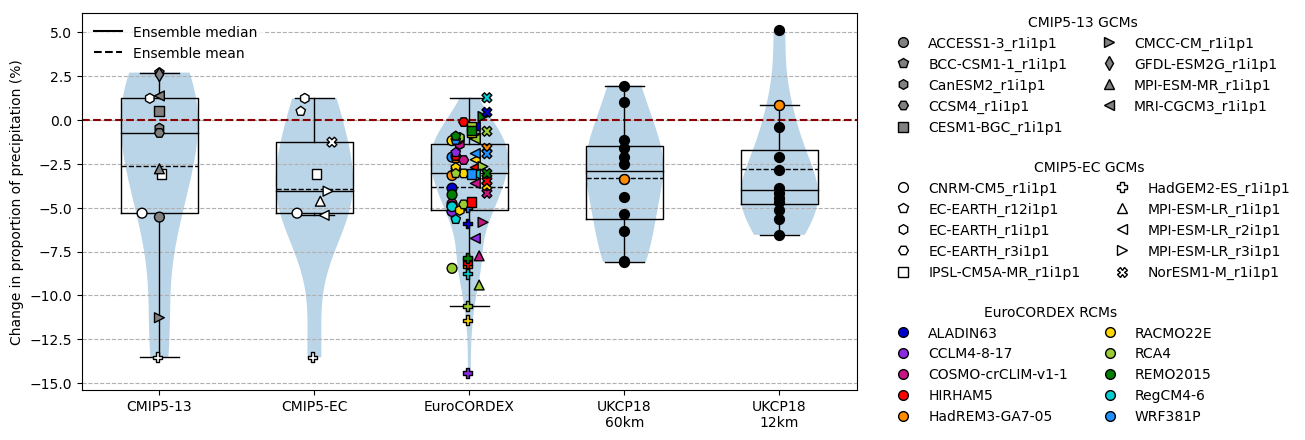 Change in proportion of precipitation (%)
5.0
2.5
0.0
−2.5
−5.0
−7.5
−10.0
−12.5
−15.0
Ensemble median
Ensemble mean
CMIP5-13
CMIP5-EC
EuroCORDEX
UKCP18
60km
UKCP18
12km
CMIP5-13 GCMs
ACCESS1-3_r1i1p1
BCC-CSM1-1_r1i1p1
CanESM2_r1i1p1
CCSM4_r1i1p1
CESM1-BGC_r1i1p1
CMCC-CM_r1i1p1
GFDL-ESM2G_r1i1p1
MPI-ESM-MR_r1i1p1
MRI-CGCM3_r1i1p1
CMIP5-EC GCMs
CNRM-CM5_r1i1p1
EC-EARTH_r12i1p1
EC-EARTH_r1i1p1
EC-EARTH_r3i1p1
IPSL-CM5A-MR_r1i1p1
HadGEM2-ES_r1i1p1
MPI-ESM-LR_r1i1p1
MPI-ESM-LR_r2i1p1
MPI-ESM-LR_r3i1p1
NorESM1-M_r1i1p1
EuroCORDEX RCMs
ALADIN63
CCLM4-8-17
COSMO-crCLIM-v1-1
HIRHAM5
HadREM3-GA7-05
RACMO22E
RCA4
REMO2015
RegCM4-6
WRF381P